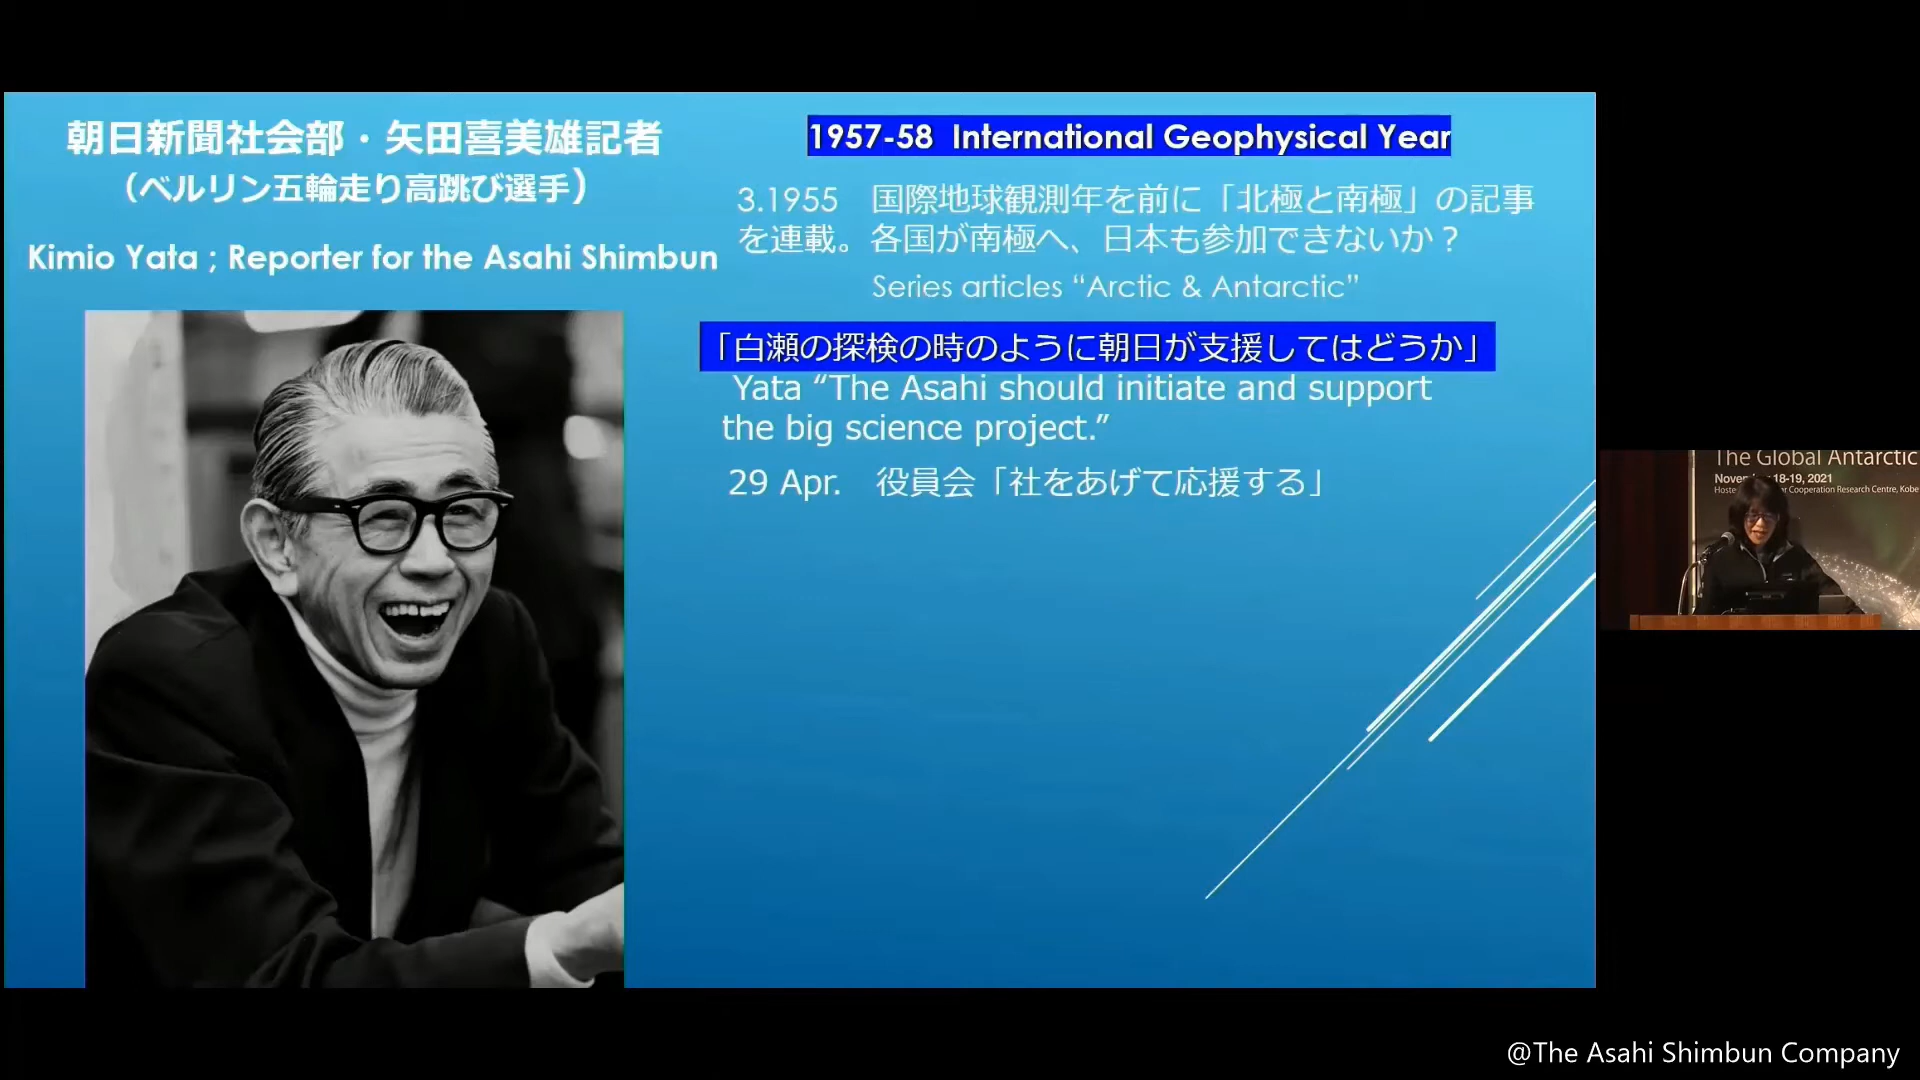 朝日新聞社会部・矢田喜美雄記者
（ベルリン五輪走り高跳び選手）
Kimio Yata ; Reporter for the Asahi Shimbun
1957-58 International Geophysical Year
3.1955 国際地球観測年を前に「北極と南極」の記事
を連載。各国が南極へ、日本も参加できないか？
Series articles “Arctic & Antarctic”
「白瀬の探検の時のように朝日が支援してはどうか」
Yata “The Asahi should initiate and support
the big science project.”
29 Apr. 役員会「社をあげて応援する」
The Global Antarctic
18-19, 2021
Cooperation Research Centre, Kobe
@The Asahi Shimbun Company